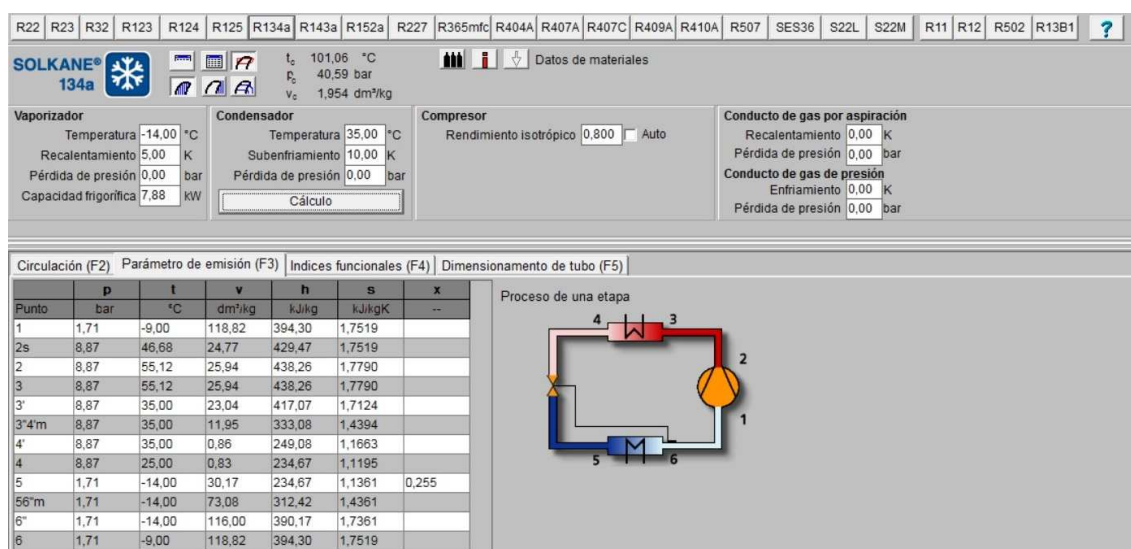 R22 R23 R32 R123 R124 R125 R134a R143a R152a R227 R365mfc R404A R407A R407C R409A R410A R507 SES36 S22L S22M R11 R12 R502 R13B1 ?
SOLKANE®
134a
tc 101,06 °C
pc 40,59 bar
vc 1,954 dm³/kg
Datos de materiales
Vaporizador
Temperatura -14,00 °C
Recalentamiento 5,00 K
Pérdida de presión 0,00 bar
Capacidad frigorífica 7,88 kW
Condensador
Temperatura 35,00 °C
Subenfriamiento 10,00 K
Pérdida de presión 0,00 bar
Cálculo
Compresor
Rendimiento isotrópico 0,800 Auto
Conducto de gas por aspiración
Recalentamiento 0,00 K
Pérdida de presión 0,00 bar
Conducto de gas de presión
Enfriamiento 0,00 K
Pérdida de presión 0,00 bar
Circulación (F2) Parámetro de emisión (F3) Indices funcionales (F4) Dimensionamento de tubo (F5)
p t v h s x
Punto bar °C dm³/kg kJ/kg kJ/kgK --
1 1,71 -9,00 118,82 394,30 1,7519
2s 8,87 46,68 24,77 429,47 1,7519
2 8,87 55,12 25,94 438,26 1,7790
3 8,87 55,12 25,94 438,26 1,7790
3' 8,87 35,00 23,04 417,07 1,7124
3"4'm 8,87 35,00 11,95 333,08 1,4394
4' 8,87 35,00 0,86 249,08 1,1663
4 8,87 25,00 0,83 234,67 1,1195
5 1,71 -14,00 30,17 234,67 1,1361 0,255
56"m 1,71 -14,00 73,08 312,42 1,4361
6" 1,71 -14,00 116,00 390,17 1,7361
6 1,71 -9,00 118,82 394,30 1,7519
Proceso de una etapa
4 3
2
1
5 6